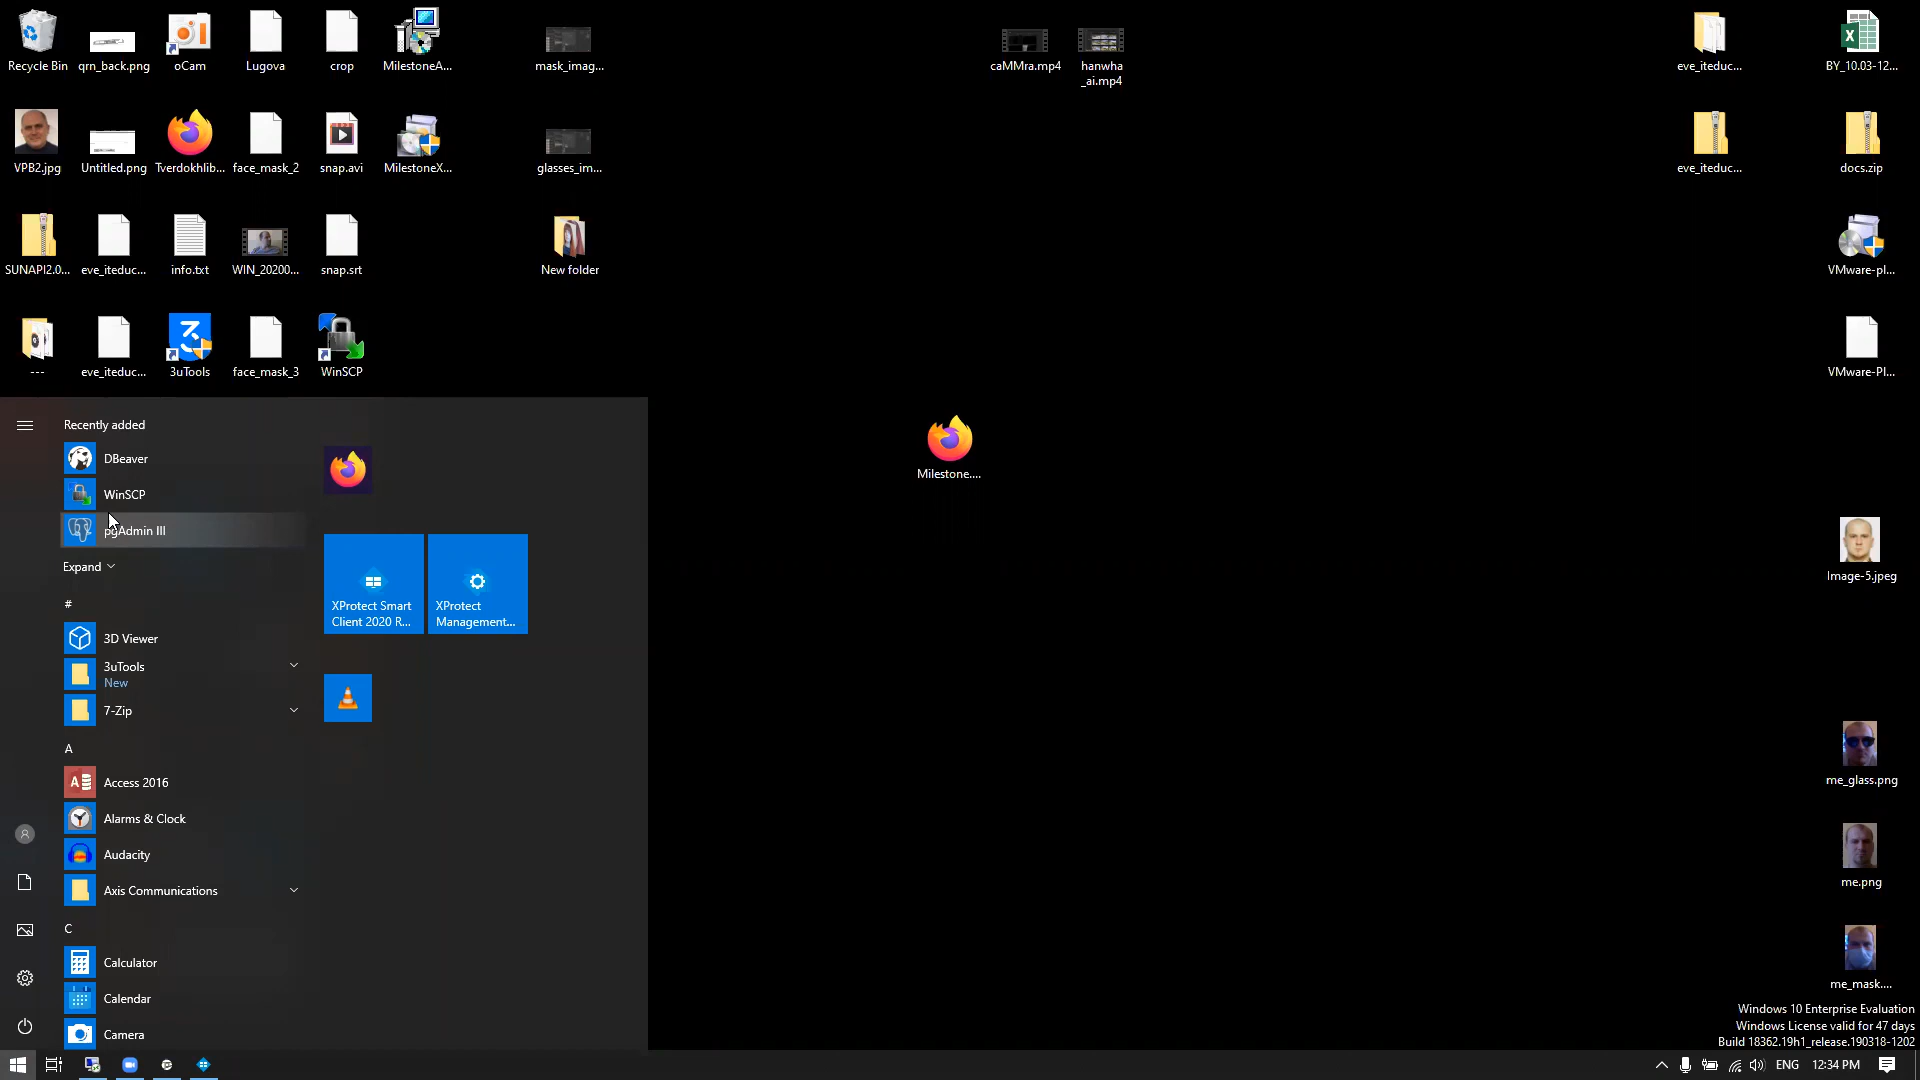 Recycle Bin
qrn_back.png
oCam
Lugova
crop
MilestoneA...
mask_imag...
caMMra.mp4
hanwha
_ai.mp4
eve_iteduc...
BY_10.03-12...
VPB2.jpg
Untitled.png
Tverdokhlib...
face_mask_2
snap.avi
MilestoneX...
glasses_im...
eve_iteduc...
docs.zip
SUNAPI2.0...
eve_iteduc...
info.txt
WIN_20200...
snap.srt
New folder
VMware-pl...
---
eve_iteduc...
3uTools
face_mask_3
WinSCP
VMware-Pl...
Milestone....
Image-5.jpeg
me_glass.png
me.png
me_mask....
Recently added
DBeaver
WinSCP
pgAdmin III
Expand
#
3D Viewer
3uTools
New
7-Zip
A
Access 2016
Alarms & Clock
Audacity
Axis Communications
C
Calculator
Calendar
Camera
XProtect Smart
Client 2020 R...
XProtect
Management...
Windows 10 Enterprise Evaluation
Windows License valid for 47 days
Build 18362.19h1_release.190318-1202
ENG
12:34 PM